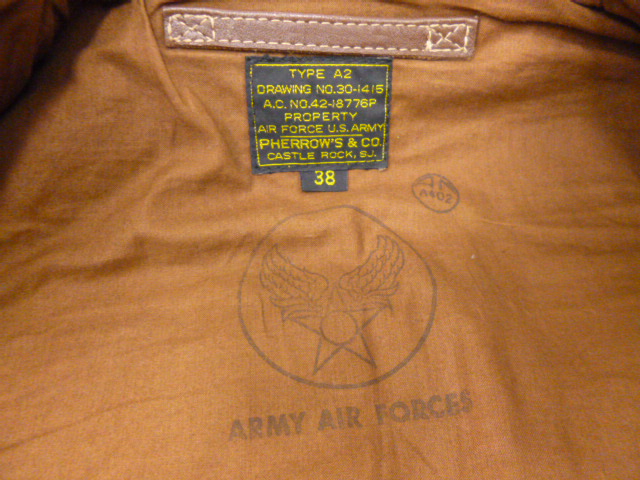 TYPE A2
DRAWING NO.30-1415
A.C. NO.42-18776P
PROPERTY
AIR FORCE U.S. ARMY
PHERROW'S & CO.
CASTLE ROCK, SJ.
38
A402
ARMY AIR FORCES